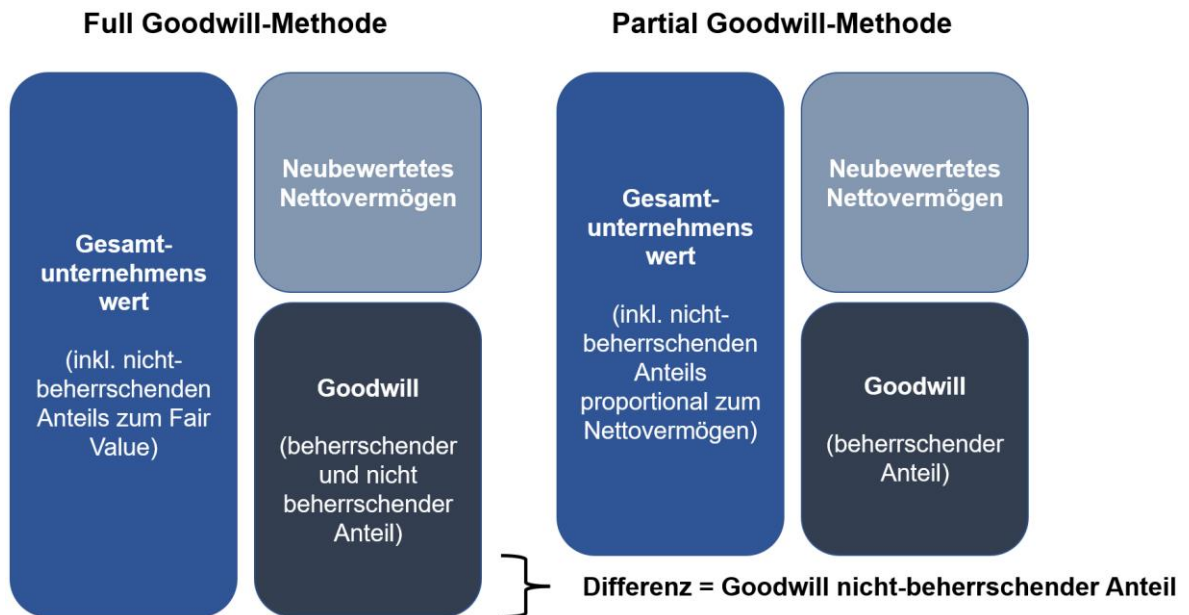 Full Goodwill-Methode
Gesamt-
unternehmens
wert
(inkl. nicht-
beherrschenden
Anteils zum Fair
Value)
Neubewertetes
Nettovermögen
Goodwill
(beherrschender
und nicht
beherrschender
Anteil)
Partial Goodwill-Methode
Gesamt-
unternehmens
wert
(inkl. nicht-
beherrschenden
Anteils
proportional zum
Nettovermögen)
Neubewertetes
Nettovermögen
Goodwill
(beherrschender
Anteil)
Differenz = Goodwill nicht-beherrschender Anteil